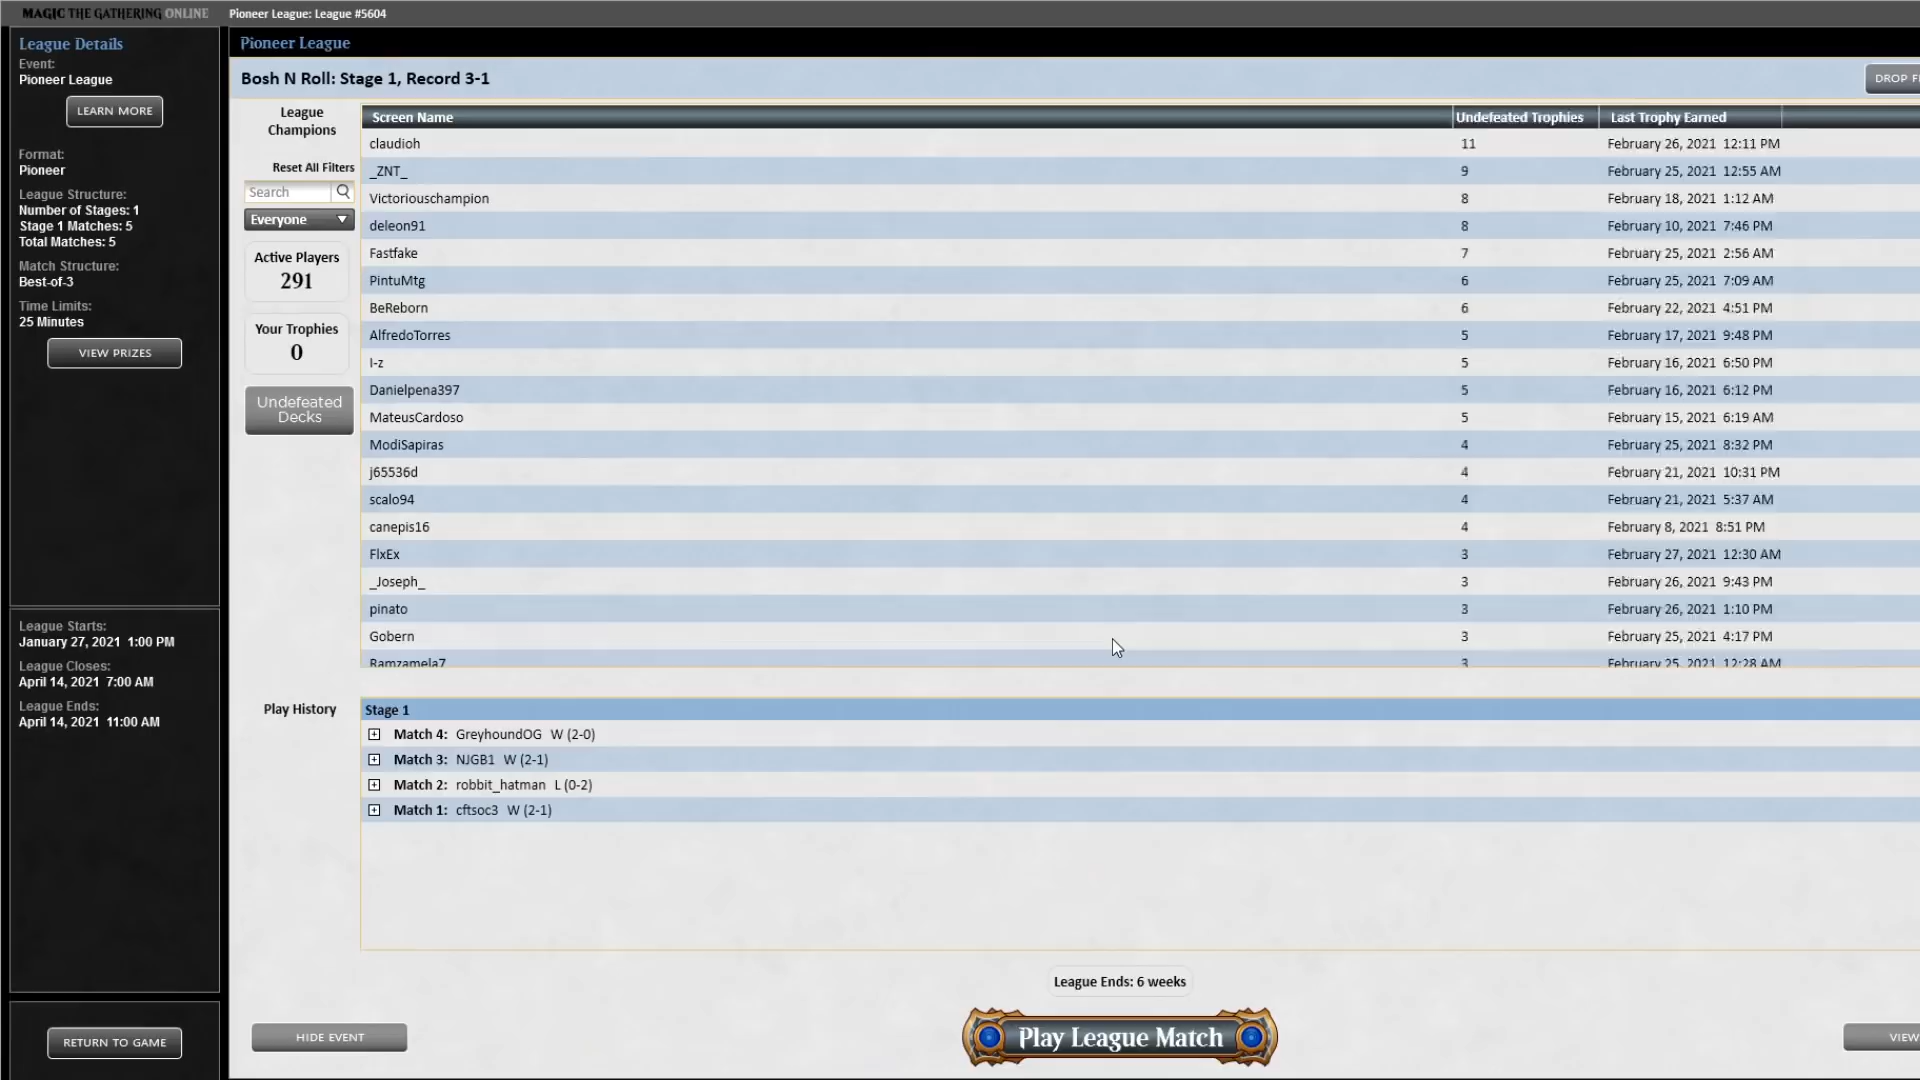 MAGIC THE GATHERING ONLINE
Pioneer League: League #5604
League Details
Event:
Pioneer League
LEARN MORE
Format:
Pioneer
League Structure:
Number of Stages: 1
Stage 1 Matches: 5
Total Matches: 5
Match Structure:
Best-of-3
Time Limits:
25 Minutes
VIEW PRIZES
League Starts:
January 27, 2021 1:00 PM
League Closes:
April 14, 2021 7:00 AM
League Ends:
April 14, 2021 11:00 AM
RETURN TO GAME
Pioneer League
Bosh N Roll: Stage 1, Record 3-1
DROP F
League
Champions
Reset All Filters
Search
Everyone
Active Players
291
Your Trophies
0
Undefeated
Decks
Screen Name Undefeated Trophies Last Trophy Earned
claudioh 11 February 26, 2021 12:11 PM
_ZNT_ 9 February 25, 2021 12:55 AM
Victoriouschampion 8 February 18, 2021 1:12 AM
deleon91 8 February 10, 2021 7:46 PM
Fastfake 7 February 25, 2021 2:56 AM
PintuMtg 6 February 25, 2021 7:09 AM
BeReborn 6 February 22, 2021 4:51 PM
AlfredoTorres 5 February 17, 2021 9:48 PM
I-z 5 February 16, 2021 6:50 PM
Danielpena397 5 February 16, 2021 6:12 PM
MateusCardoso 5 February 15, 2021 6:19 AM
ModiSapiras 4 February 25, 2021 8:32 PM
j65536d 4 February 21, 2021 10:31 PM
scalo94 4 February 21, 2021 5:37 AM
canepis16 4 February 8, 2021 8:51 PM
FlxEx 3 February 27, 2021 12:30 AM
_Joseph_ 3 February 26, 2021 9:43 PM
pinato 3 February 26, 2021 1:10 PM
Gobern 3 February 25, 2021 4:17 PM
Ramzamela7 3 February 25, 2021 12:28 AM
Play History
Stage 1
Match 4: GreyhoundOG W (2-0)
Match 3: NJGB1 W (2-1)
Match 2: robbit_hatman L (0-2)
Match 1: cftsoc3 W (2-1)
League Ends: 6 weeks
HIDE EVENT
Play League Match
VIEW